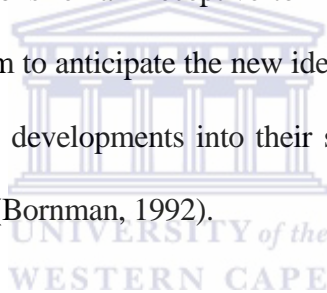 m to anticipate the new ide
developments into their s
Bornman, 1992).
UNIVERSITY of the
WESTERN CAPE